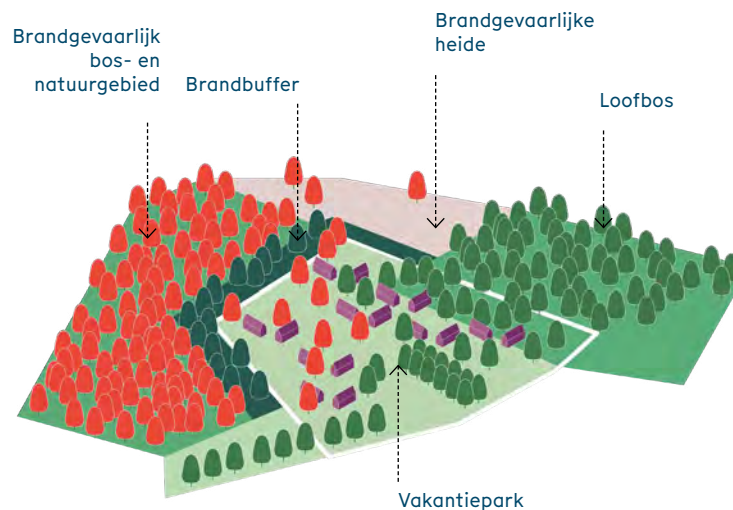 Brandgevaarlijk
bos- en
natuurgebied
Brandbuffer
Brandgevaarlijke
heide
Loofbos
Vakantiepark